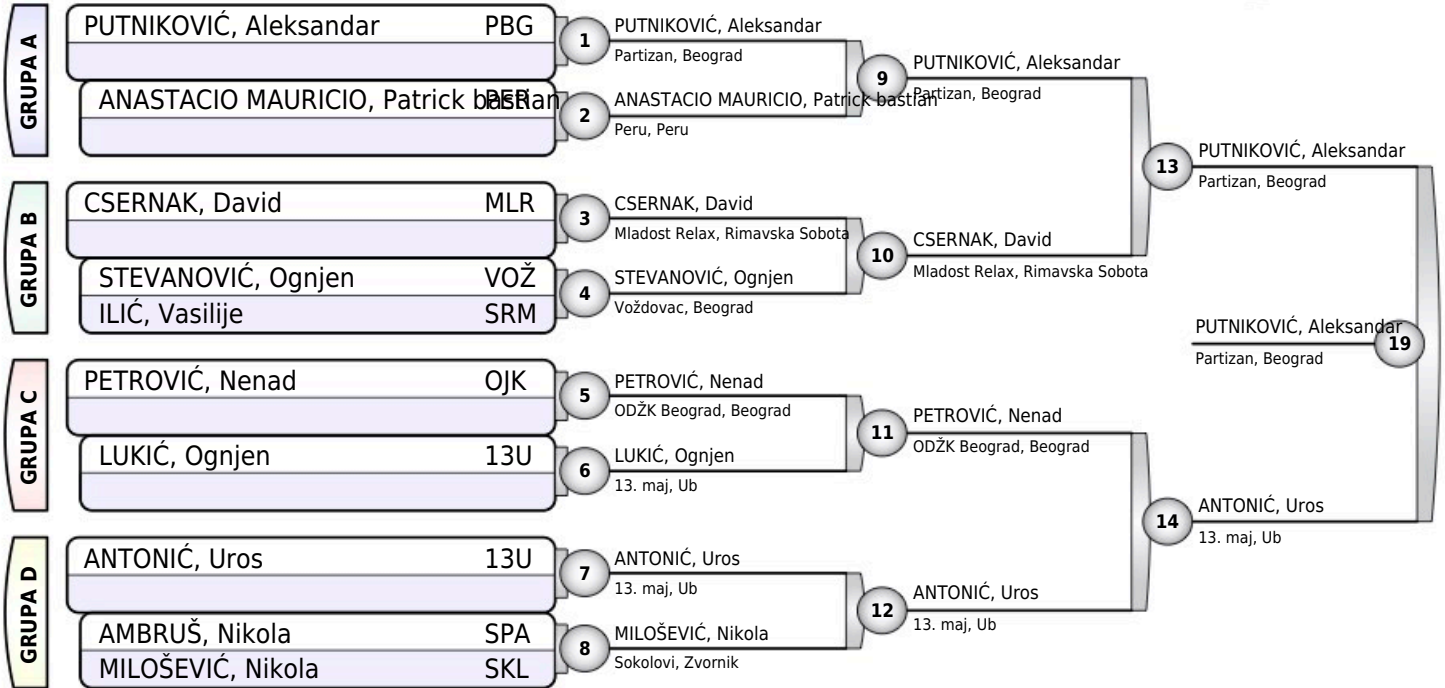 GRUPA A
PUTNIKOVIĆ, Aleksandar PBG
ANASTACIO MAURICIO, Patrick bastian PER
GRUPA B
CSERNAK, David MLR
STEVANOVIĆ, Ognjen VOŽ
ILIĆ, Vasilije SRM
GRUPA C
PETROVIĆ, Nenad OJK
LUKIĆ, Ognjen 13U
GRUPA D
ANTONIĆ, Uros 13U
AMBRUŠ, Nikola SPA
MILOŠEVIĆ, Nikola SKL
1
PUTNIKOVIĆ, Aleksandar
Partizan, Beograd
2
ANASTACIO MAURICIO, Patrick bastian
Peru, Peru
3
CSERNAK, David
Mladost Relax, Rimavska Sobota
4
STEVANOVIĆ, Ognjen
Voždovac, Beograd
5
PETROVIĆ, Nenad
ODŽK Beograd, Beograd
6
LUKIĆ, Ognjen
13. maj, Ub
7
ANTONIĆ, Uros
13. maj, Ub
8
MILOŠEVIĆ, Nikola
Sokolovi, Zvornik
9
PUTNIKOVIĆ, Aleksandar
Partizan, Beograd
10
CSERNAK, David
Mladost Relax, Rimavska Sobota
11
PETROVIĆ, Nenad
ODŽK Beograd, Beograd
12
ANTONIĆ, Uros
13. maj, Ub
13
PUTNIKOVIĆ, Aleksandar
Partizan, Beograd
14
ANTONIĆ, Uros
13. maj, Ub
PUTNIKOVIĆ, Aleksandar
19
Partizan, Beograd